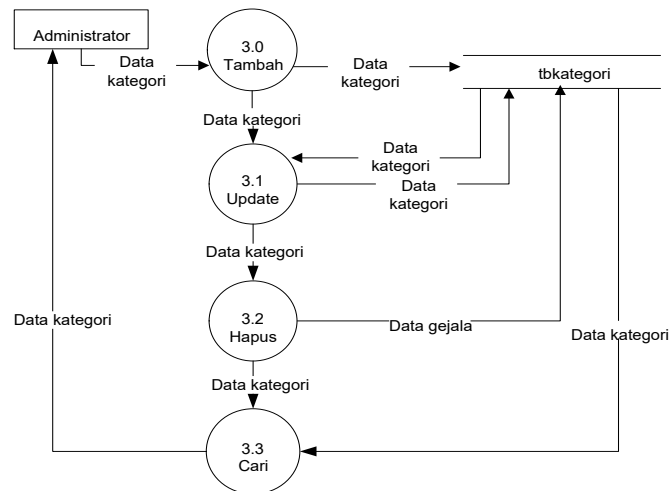 Administrator
Data
kategori
3.0
Tambah
Data
kategori
tbkategori
Data kategori
Data
kategori
3.1
Update
Data
kategori
Data kategori
Data kategori
3.2
Hapus
Data gejala
Data kategori
Data kategori
3.3
Cari